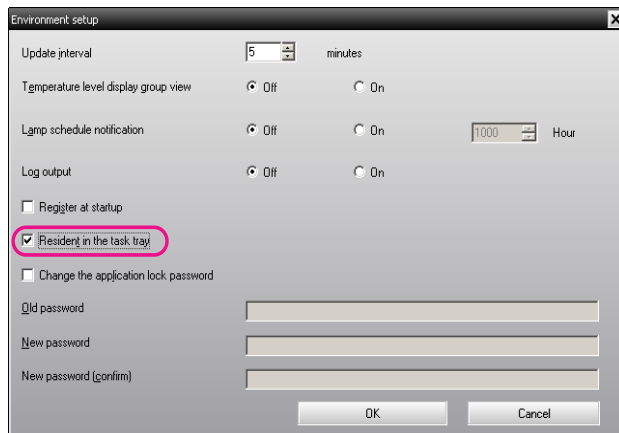 Environment setup
Update interval 5 minutes
Temperature level display group view Off On
Lamp schedule notification Off On 1000 Hour
Log output Off On
Register at startup
Resident in the task tray
Change the application lock password
Old password
New password
New password (confirm)
OK Cancel